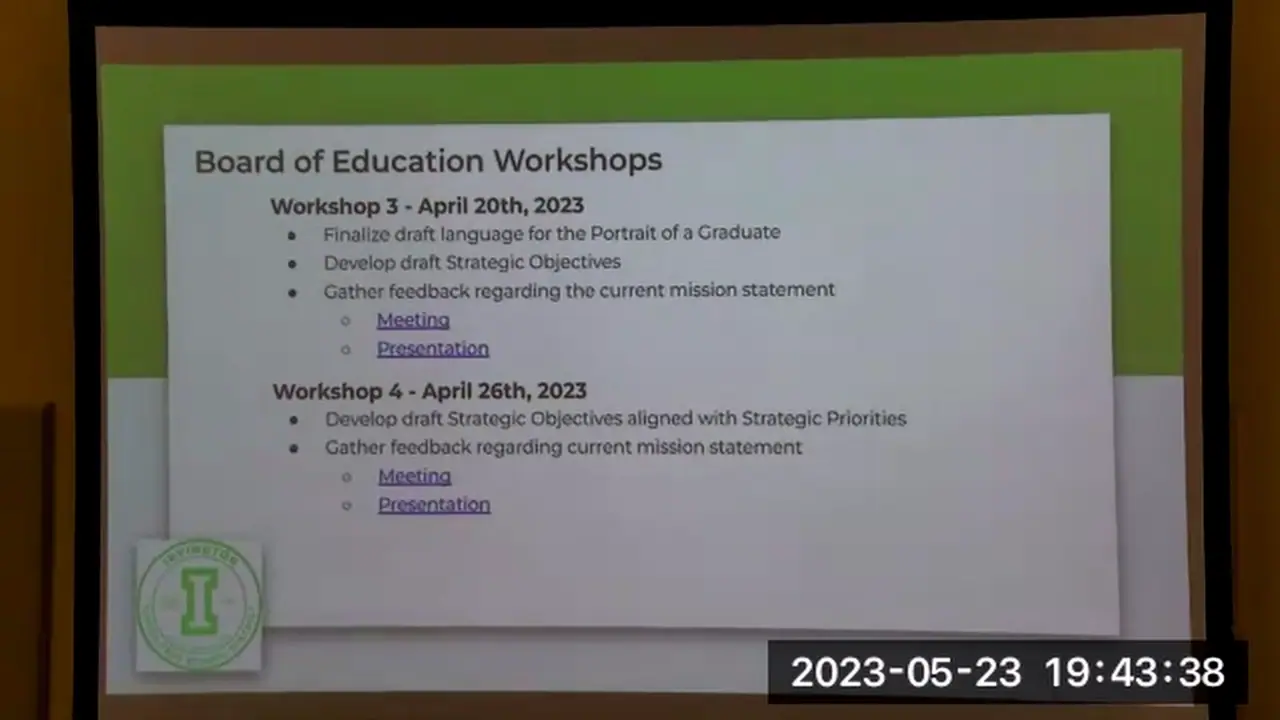 Board of Education Workshops
Workshop 3 - April 20th, 2023
● Finalize draft language for the Portrait of a Graduate
● Develop draft Strategic Objectives
● Gather feedback regarding the current mission statement
○ Meeting
○ Presentation
Workshop 4 - April 26th, 2023
● Develop draft Strategic Objectives aligned with Strategic Priorities
● Gather feedback regarding current mission statement
○ Meeting
○ Presentation
IRVINGTON
I
2023-05-23 19:43:38